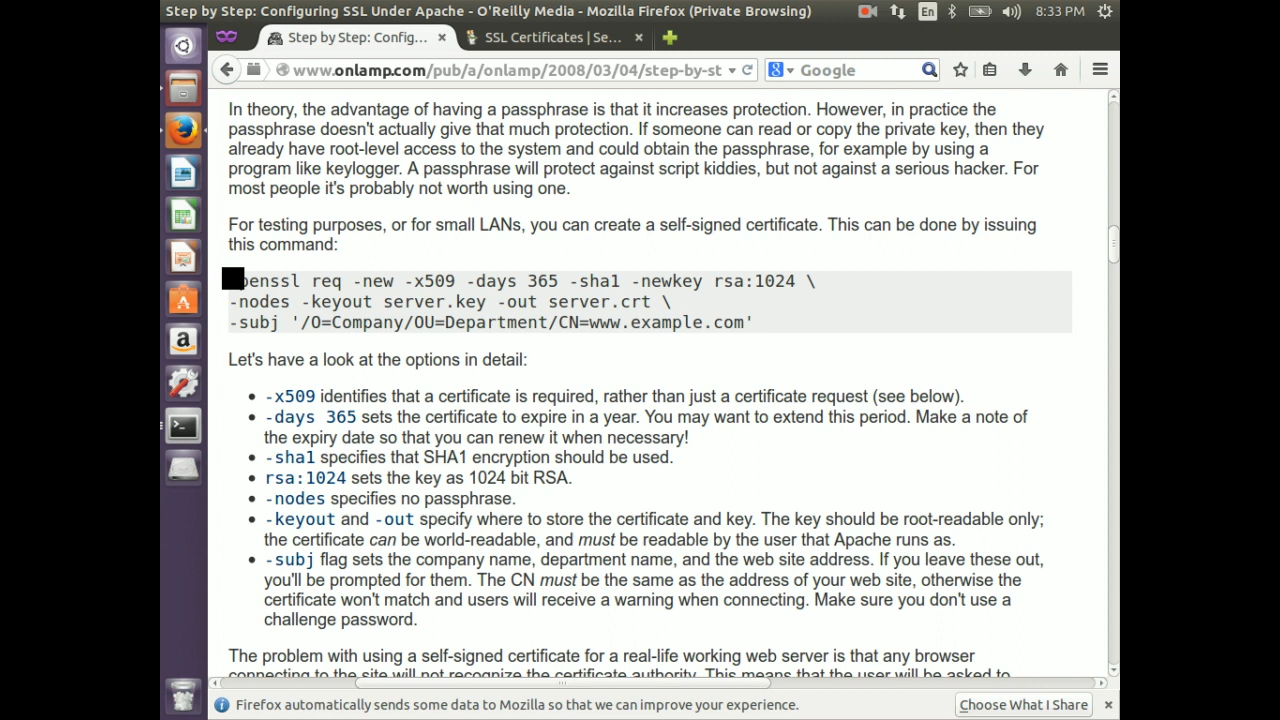 Step by Step: Configuring SSL Under Apache - O'Reilly Media - Mozilla Firefox (Private Browsing)
En
8:33 PM
Step by Step: Config... ×
SSL Certificates | Se... ×
www.onlamp.com/pub/a/onlamp/2008/03/04/step-by-st
Google
In theory, the advantage of having a passphrase is that it increases protection. However, in practice the
passphrase doesn't actually give that much protection. If someone can read or copy the private key, then they
already have root-level access to the system and could obtain the passphrase, for example by using a
program like keylogger. A passphrase will protect against script kiddies, but not against a serious hacker. For
most people it's probably not worth using one.
For testing purposes, or for small LANs, you can create a self-signed certificate. This can be done by issuing
this command:
penssl req -new -x509 -days 365 -sha1 -newkey rsa:1024 \
-nodes -keyout server.key -out server.crt \
-subj '/O=Company/OU=Department/CN=www.example.com'
Let's have a look at the options in detail:
• -x509 identifies that a certificate is required, rather than just a certificate request (see below).
• -days 365 sets the certificate to expire in a year. You may want to extend this period. Make a note of
the expiry date so that you can renew it when necessary!
• -sha1 specifies that SHA1 encryption should be used.
• rsa:1024 sets the key as 1024 bit RSA.
• -nodes specifies no passphrase.
• -keyout and -out specify where to store the certificate and key. The key should be root-readable only;
the certificate can be world-readable, and must be readable by the user that Apache runs as.
• -subj flag sets the company name, department name, and the web site address. If you leave these out,
you'll be prompted for them. The CN must be the same as the address of your web site, otherwise the
certificate won't match and users will receive a warning when connecting. Make sure you don't use a
challenge password.
The problem with using a self-signed certificate for a real-life working web server is that any browser
connecting to the site will not recognize the certificate authority. This means that the user will be asked to
Firefox automatically sends some data to Mozilla so that we can improve your experience.
Choose What I Share ×